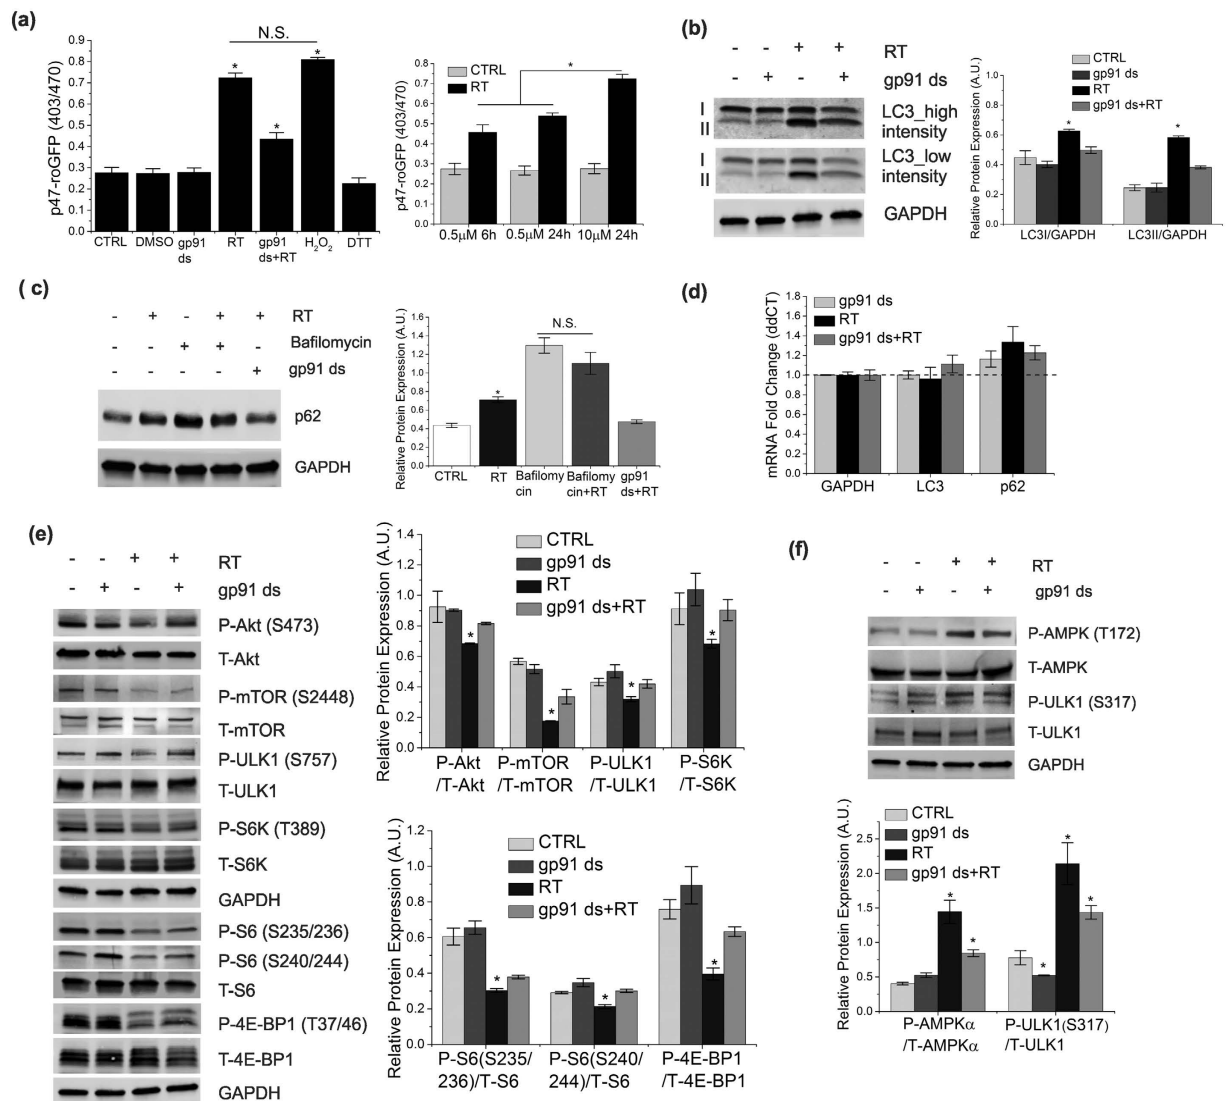 (a)
p47-roGFP (403/470)
0.9
0.8
0.7
0.6
0.5
0.4
0.3
0.2
0.1
0.0
N.S.
*
*
*
CTRL DMSO gp91 ds RT gp91 ds+RT H2O2 DTT
p47-roGFP (403/470)
0.8
0.7
0.6
0.5
0.4
0.3
0.2
0.1
0.0
CTRL
RT
*
0.5µM 6h 0.5µM 24h 10µM 24h
(b)
- - + + RT
- + - + gp91 ds
I
II
LC3_high
intensity
I
II
LC3_low
intensity
GAPDH
Relative Protein Expression (A.U.)
1.0
0.8
0.6
0.4
0.2
0.0
CTRL
gp91 ds
RT
gp91 ds+RT
* *
LC3I/GAPDH LC3II/GAPDH
( c)
- + - + + RT
- - + + - Bafilomycin
- - - - + gp91 ds
p62
GAPDH
Relative Protein Expression (A.U.)
1.6
1.4
1.2
1.0
0.8
0.6
0.4
0.2
0.0
N.S.
*
CTRL RT Bafilomy cin Bafilomy cin+RT gp91 ds+RT
(d)
mRNA Fold Change (ddCT)
1.8
1.6
1.4
1.2
1.0
0.8
0.6
0.4
0.2
0.0
gp91 ds
RT
gp91 ds+RT
GAPDH LC3 p62
(e)
- - + + RT
- + - + gp91 ds
P-Akt (S473)
T-Akt
P-mTOR (S2448)
T-mTOR
P-ULK1 (S757)
T-ULK1
P-S6K (T389)
T-S6K
GAPDH
P-S6 (S235/236)
P-S6 (S240/244)
T-S6
P-4E-BP1 (T37/46)
T-4E-BP1
GAPDH
Relative Protein Expression (A.U.)
1.4
1.2
1.0
0.8
0.6
0.4
0.2
0.0
CTRL
gp91 ds
RT
gp91 ds+RT
* * * *
P-Akt P-mTOR P-ULK1 P-S6K
/T-Akt /T-mTOR /T-ULK1 /T-S6K
Relative Protein Expression (A.U.)
1.2
1.0
0.8
0.6
0.4
0.2
0.0
CTRL
gp91 ds
RT
gp91 ds+RT
* * *
P-S6(S235/ P-S6(S240/ P-4E-BP1
236)/T-S6 244)/T-S6 /T-4E-BP1
(f)
- - + + RT
- + - + gp91 ds
P-AMPK (T172)
T-AMPK
P-ULK1 (S317)
T-ULK1
GAPDH
Relative Protein Expression (A.U.)
2.5
2.0
1.5
1.0
0.5
0.0
CTRL
gp91 ds
RT
gp91 ds+RT
* * * * *
P-AMPKα P-ULK1(S317)
/T-AMPKα /T-ULK1